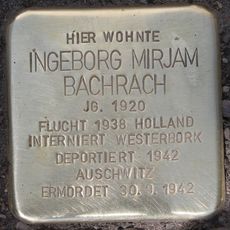 HIER WOHNTE
INGEBORG MIRJAM
BACHRACH
JG. 1920
FLUCHT 1938 HOLLAND
INTERNIERT WESTERBORK
DEPORTIERT 1942
AUSCHWITZ
ERMORDET 30.9.1942